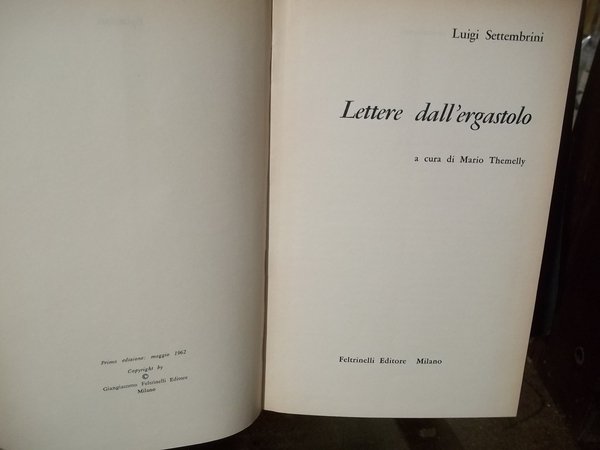 Prima edizione: maggio 1962
Copyright by
©
Giangiacomo Feltrinelli Editore
Milano
Luigi Settembrini
Lettere dall'ergastolo
a cura di Mario Themelly
Feltrinelli Editore Milano